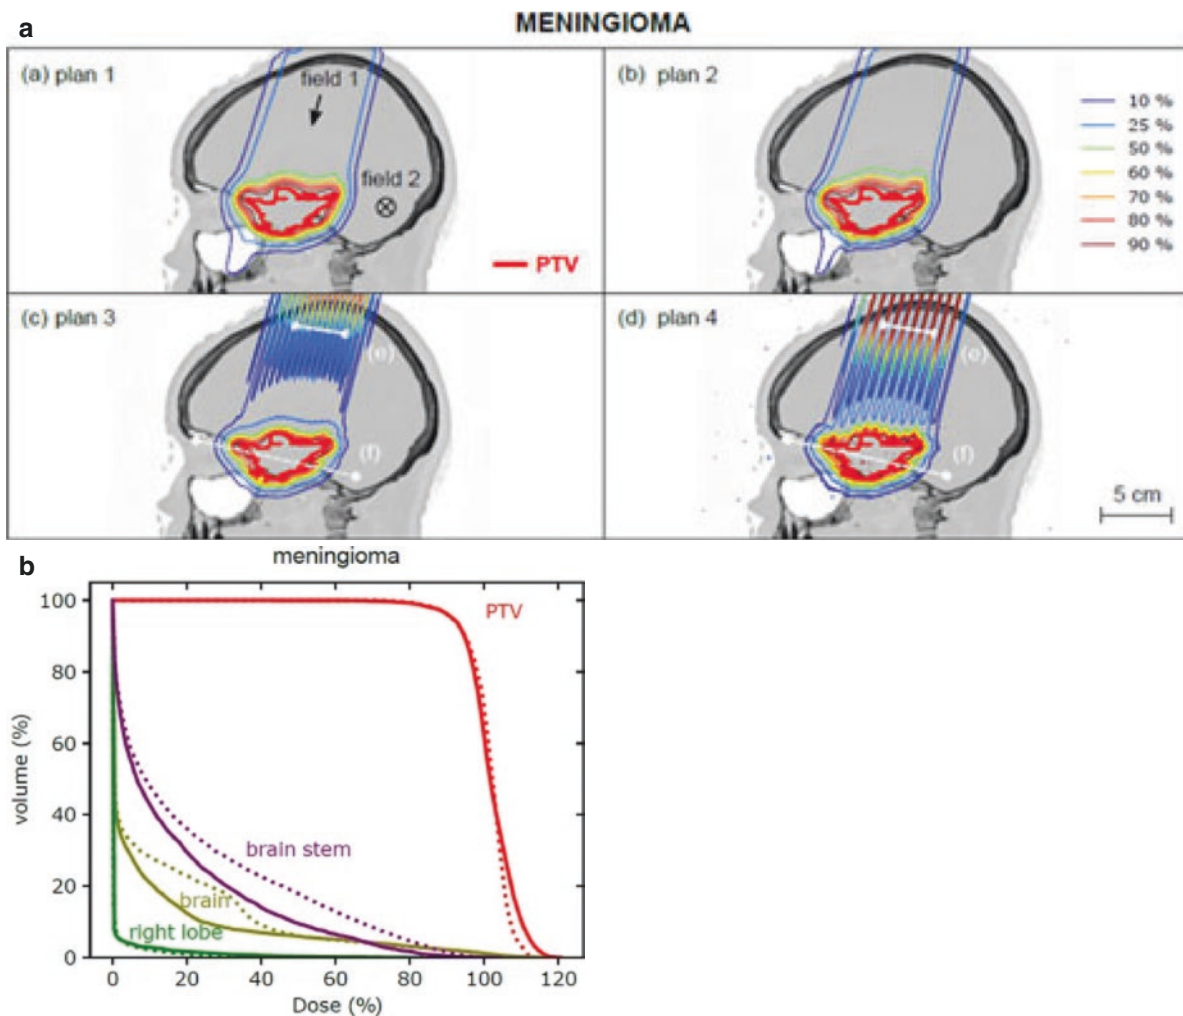 a
MENINGIOMA
(a) plan 1
field 1
field 2
PTV
(b) plan 2
10 %
25 %
50 %
60 %
70 %
80 %
90 %
(c) plan 3
(e)
(f)
(d) plan 4
(e)
(f)
5 cm
b
meningioma
100
80
60
40
20
0
volume (%)
PTV
brain stem
brain
right lobe
0 20 40 60 80 100 120
Dose (%)